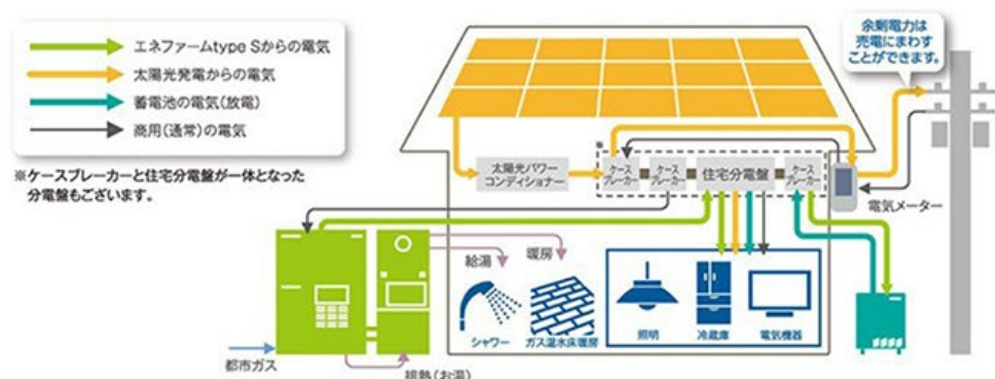 エネファームtype Sからの電気
太陽光発電からの電気
蓄電池の電気(放電)
商用(通常)の電気
※ケースブレーカーと住宅分電盤が一体となった
分電盤もございます。
余剰電力は
売電にまわす
ことができます。
太陽光パワー
コンディショナー
※
ケース
ブレーカー
ケース
ブレーカー
住宅分電盤
ケース
ブレーカー
電気メーター
給湯
暖房
シャワー
ガス温水床暖房
照明
冷蔵庫
電気機器
都市ガス
排熱(お湯)